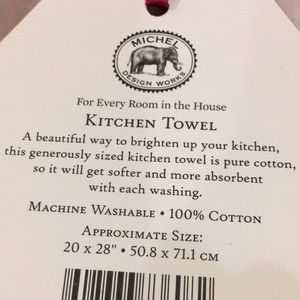 MICHEL
DESIGN WORKS
For Every Room in the House
KITCHEN TOWEL
A beautiful way to brighten up your kitchen,
this generously sized kitchen towel is pure cotton,
so it will get softer and more absorbent
with each washing.
MACHINE WASHABLE • 100% COTTON
APPROXIMATE SIZE:
20 x 28" • 50.8 x 71.1 CM